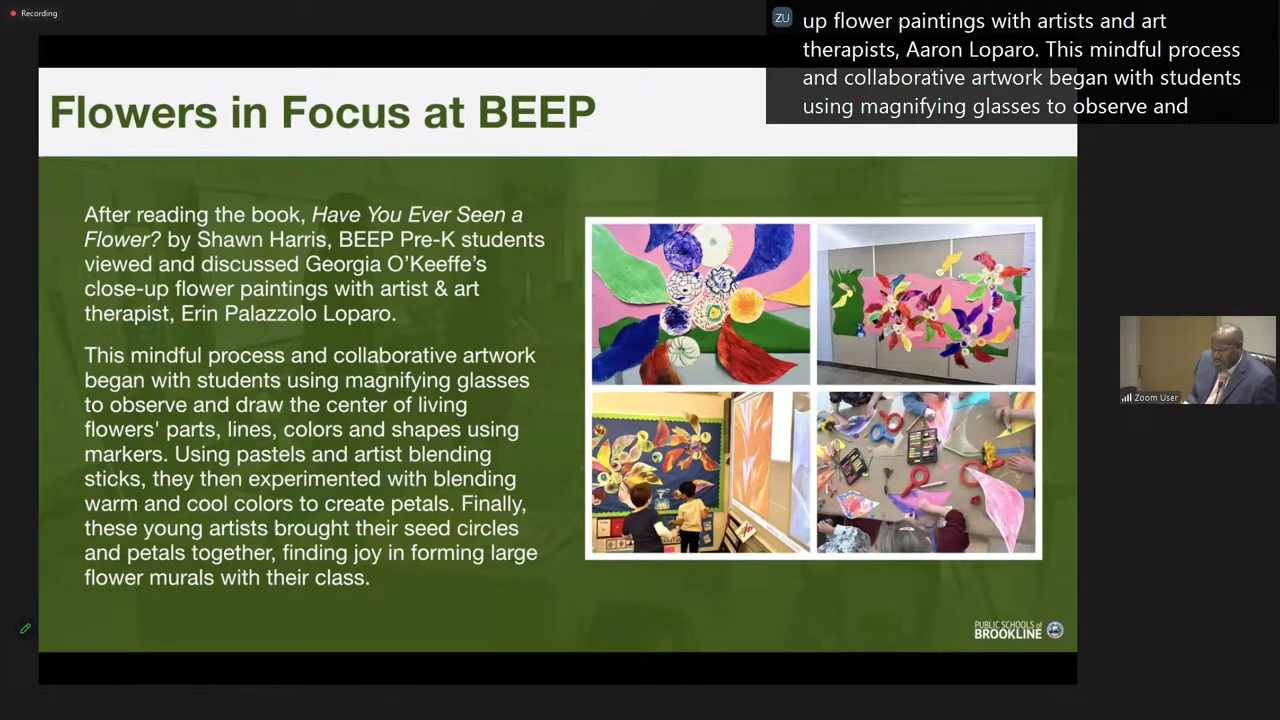 Recording
ZU
up flower paintings with artists and art
therapists, Aaron Loparo. This mindful process
and collaborative artwork began with students
using magnifying glasses to observe and
Flowers in Focus at BEEP
After reading the book, Have You Ever Seen a
Flower? by Shawn Harris, BEEP Pre-K students
viewed and discussed Georgia O’Keeffe’s
close-up flower paintings with artist & art
therapist, Erin Palazzolo Loparo.
This mindful process and collaborative artwork
began with students using magnifying glasses
to observe and draw the center of living
flowers' parts, lines, colors and shapes using
markers. Using pastels and artist blending
sticks, they then experimented with blending
warm and cool colors to create petals. Finally,
these young artists brought their seed circles
and petals together, finding joy in forming large
flower murals with their class.
Zoom User
PUBLIC SCHOOLS of
BROOKLINE